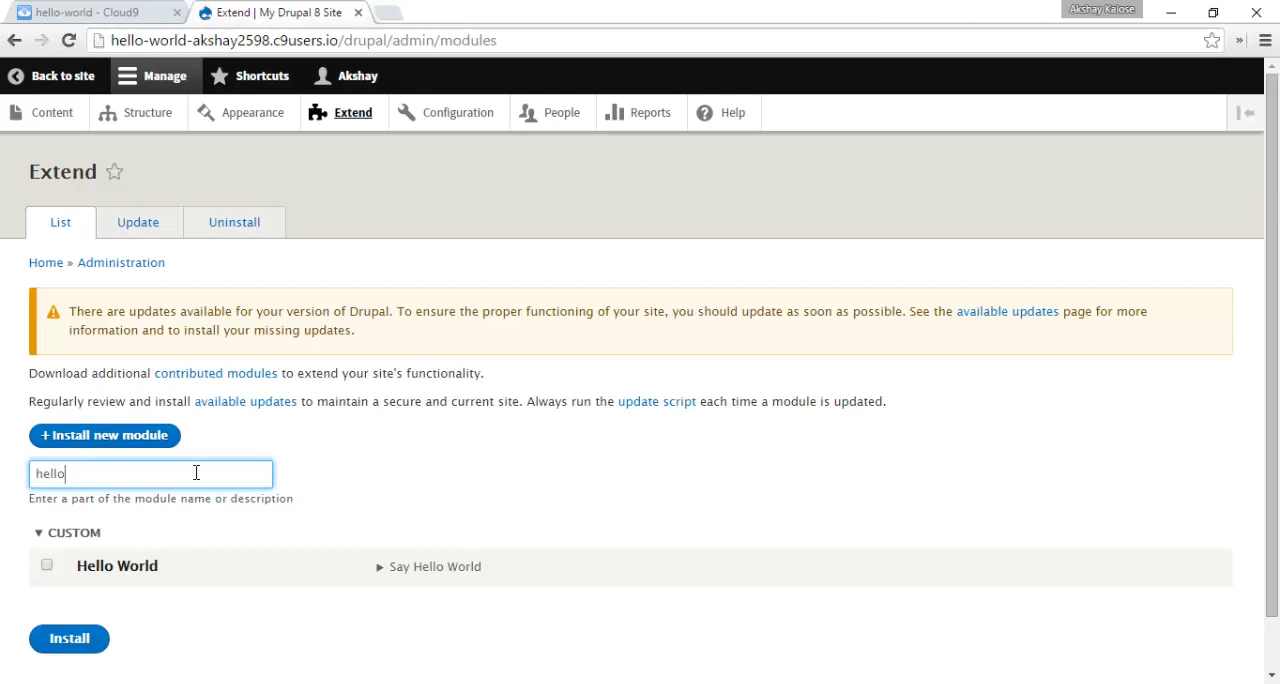 hello-world - Cloud9
Extend | My Drupal 8 Site
Akshay Kalose
hello-world-akshay2598.c9users.io/drupal/admin/modules
Back to site
Manage
Shortcuts
Akshay
Content
Structure
Appearance
Extend
Configuration
People
Reports
Help
Extend
List
Update
Uninstall
Home » Administration
There are updates available for your version of Drupal. To ensure the proper functioning of your site, you should update as soon as possible. See the available updates page for more
information and to install your missing updates.
Download additional contributed modules to extend your site's functionality.
Regularly review and install available updates to maintain a secure and current site. Always run the update script each time a module is updated.
+Install new module
hello
Enter a part of the module name or description
▼ CUSTOM
Hello World
► Say Hello World
Install